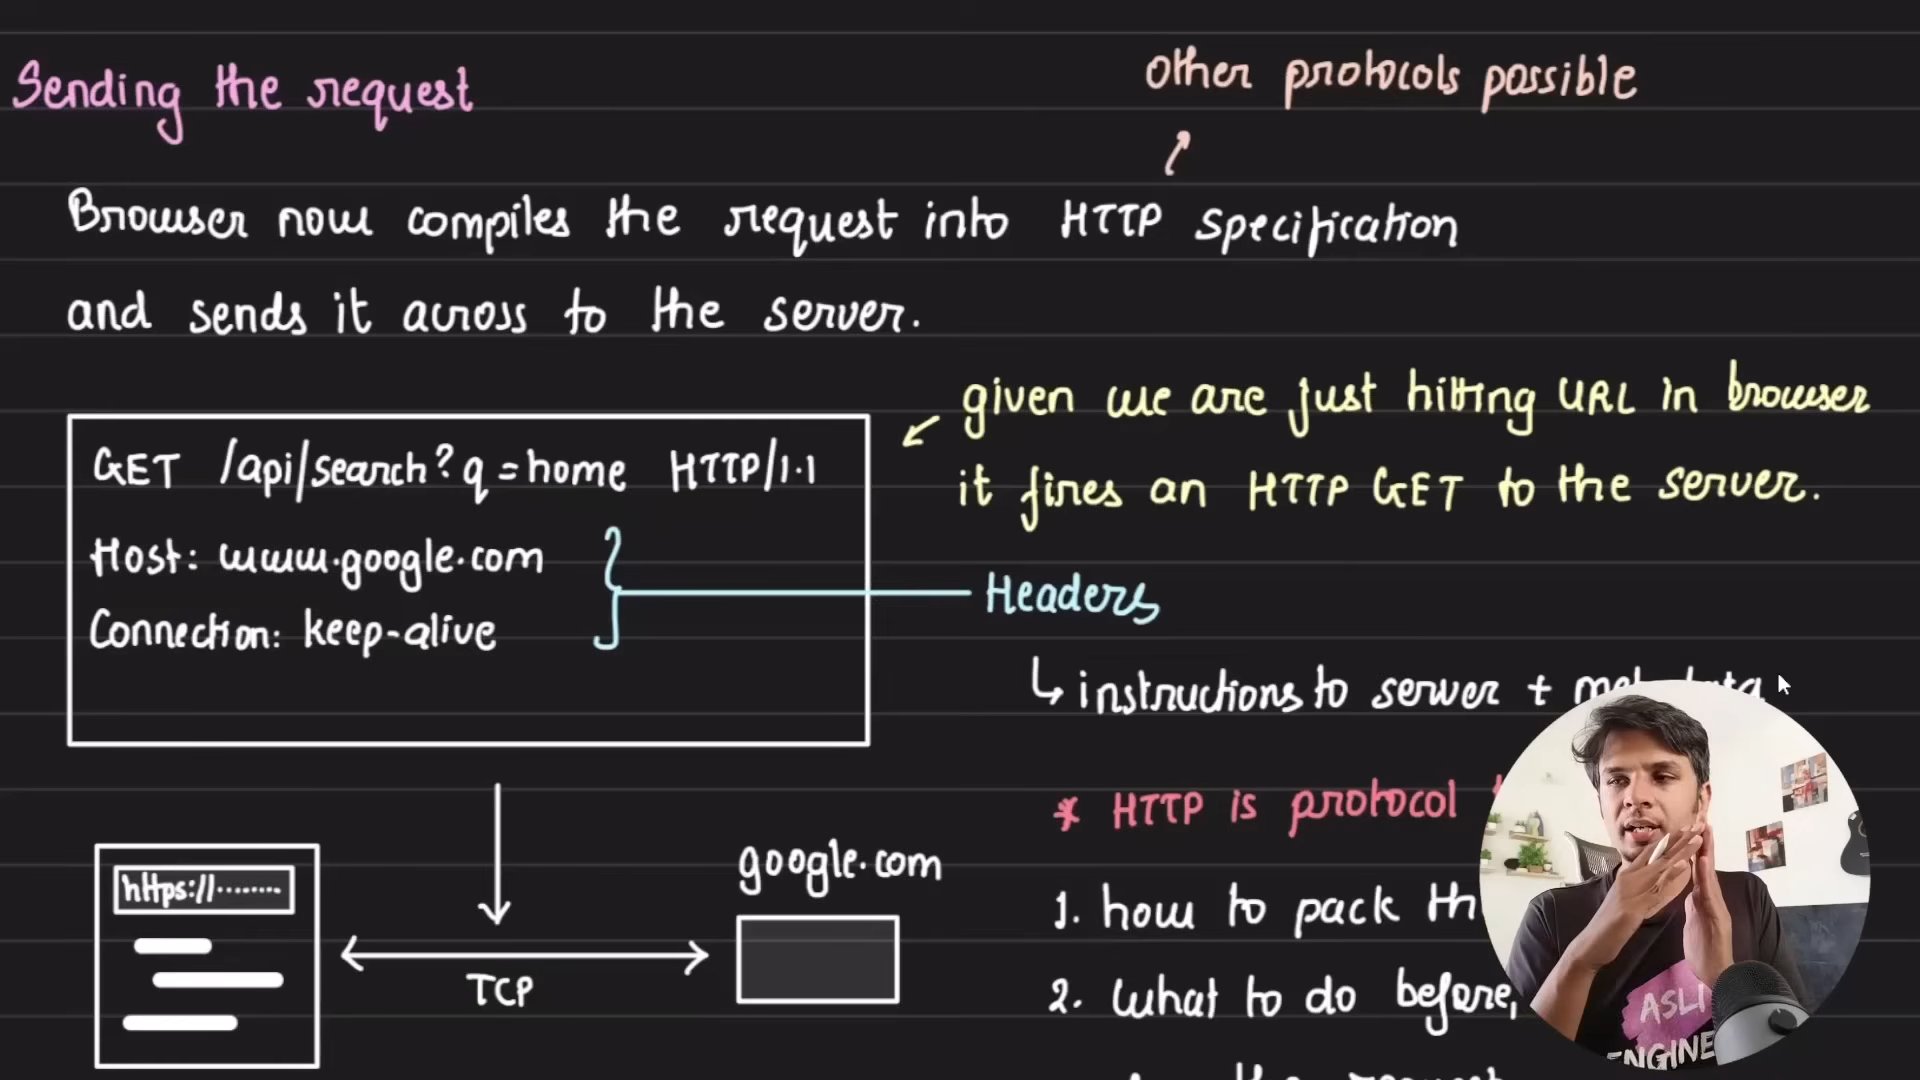 Sending the request
other protocols possible
Browser now compiles the request into HTTP specification
and sends it across to the server.
given we are just hitting URL in browser
it fires an HTTP GET to the server.
GET /api/search?q=home HTTP/1.1
Host: www.google.com
Connection: keep-alive
Headers
↳ instructions to server +
* HTTP is protocol
1. how to pack
2. What to do before,
the request
https://........
TCP
google.com
ASLI